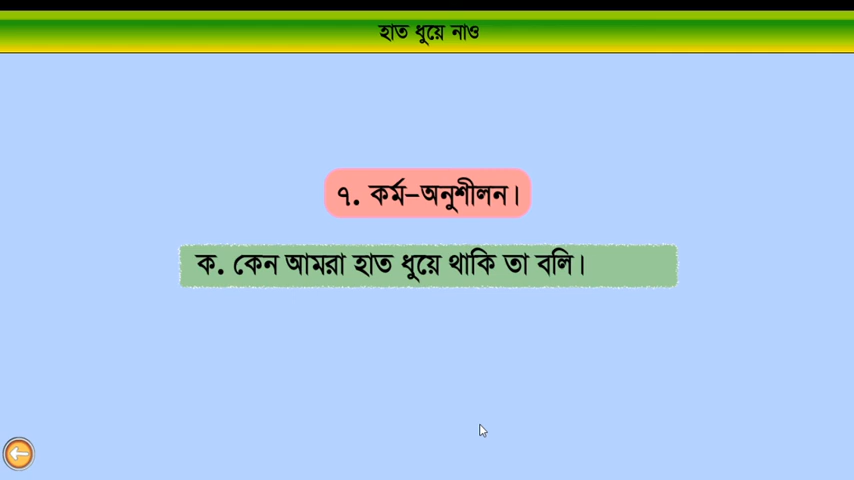 হাত ধুয়ে নাও
৭. কর্ম-অনুশীলন।
ক. কেন আমরা হাত ধুয়ে থাকি তা বলি।